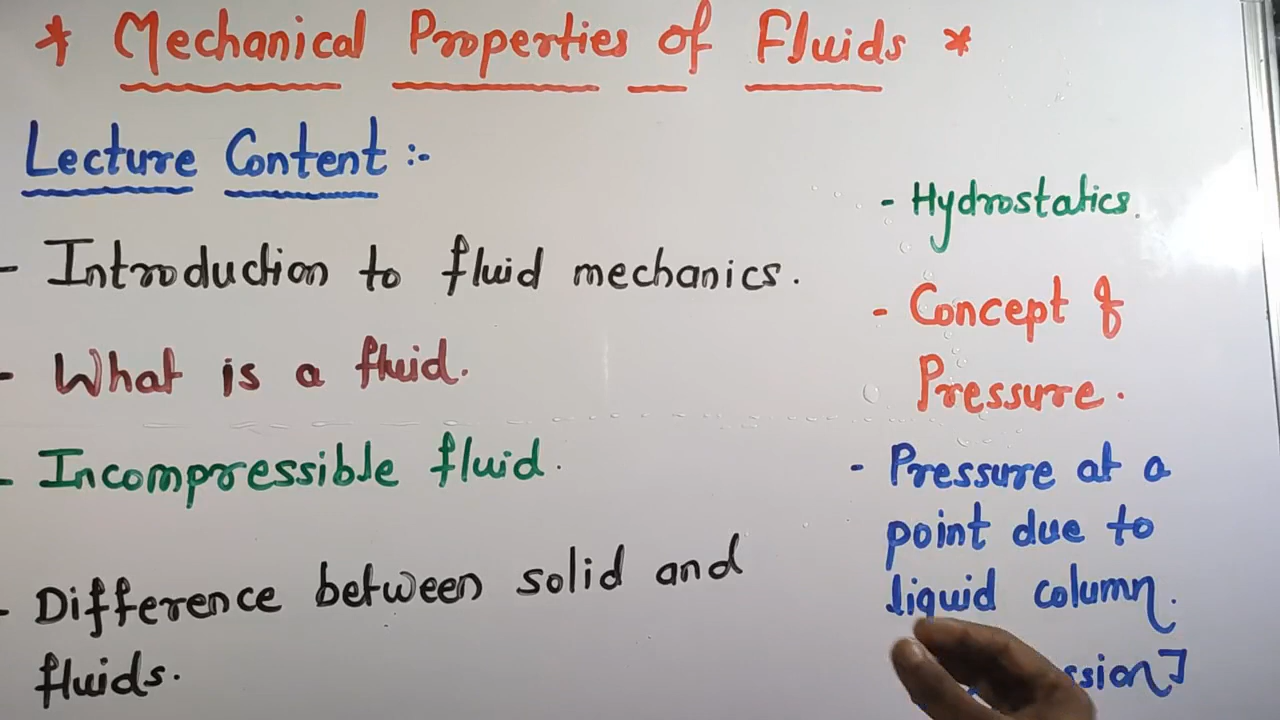 * Mechanical Properties of Fluids *
Lecture Content :-
- Introduction to fluid mechanics.
- What is a fluid.
- Incompressible fluid.
- Difference between solid and
fluids.
- Hydrostatics.
- Concept of
Pressure.
- Pressure at a
point due to
liquid column.